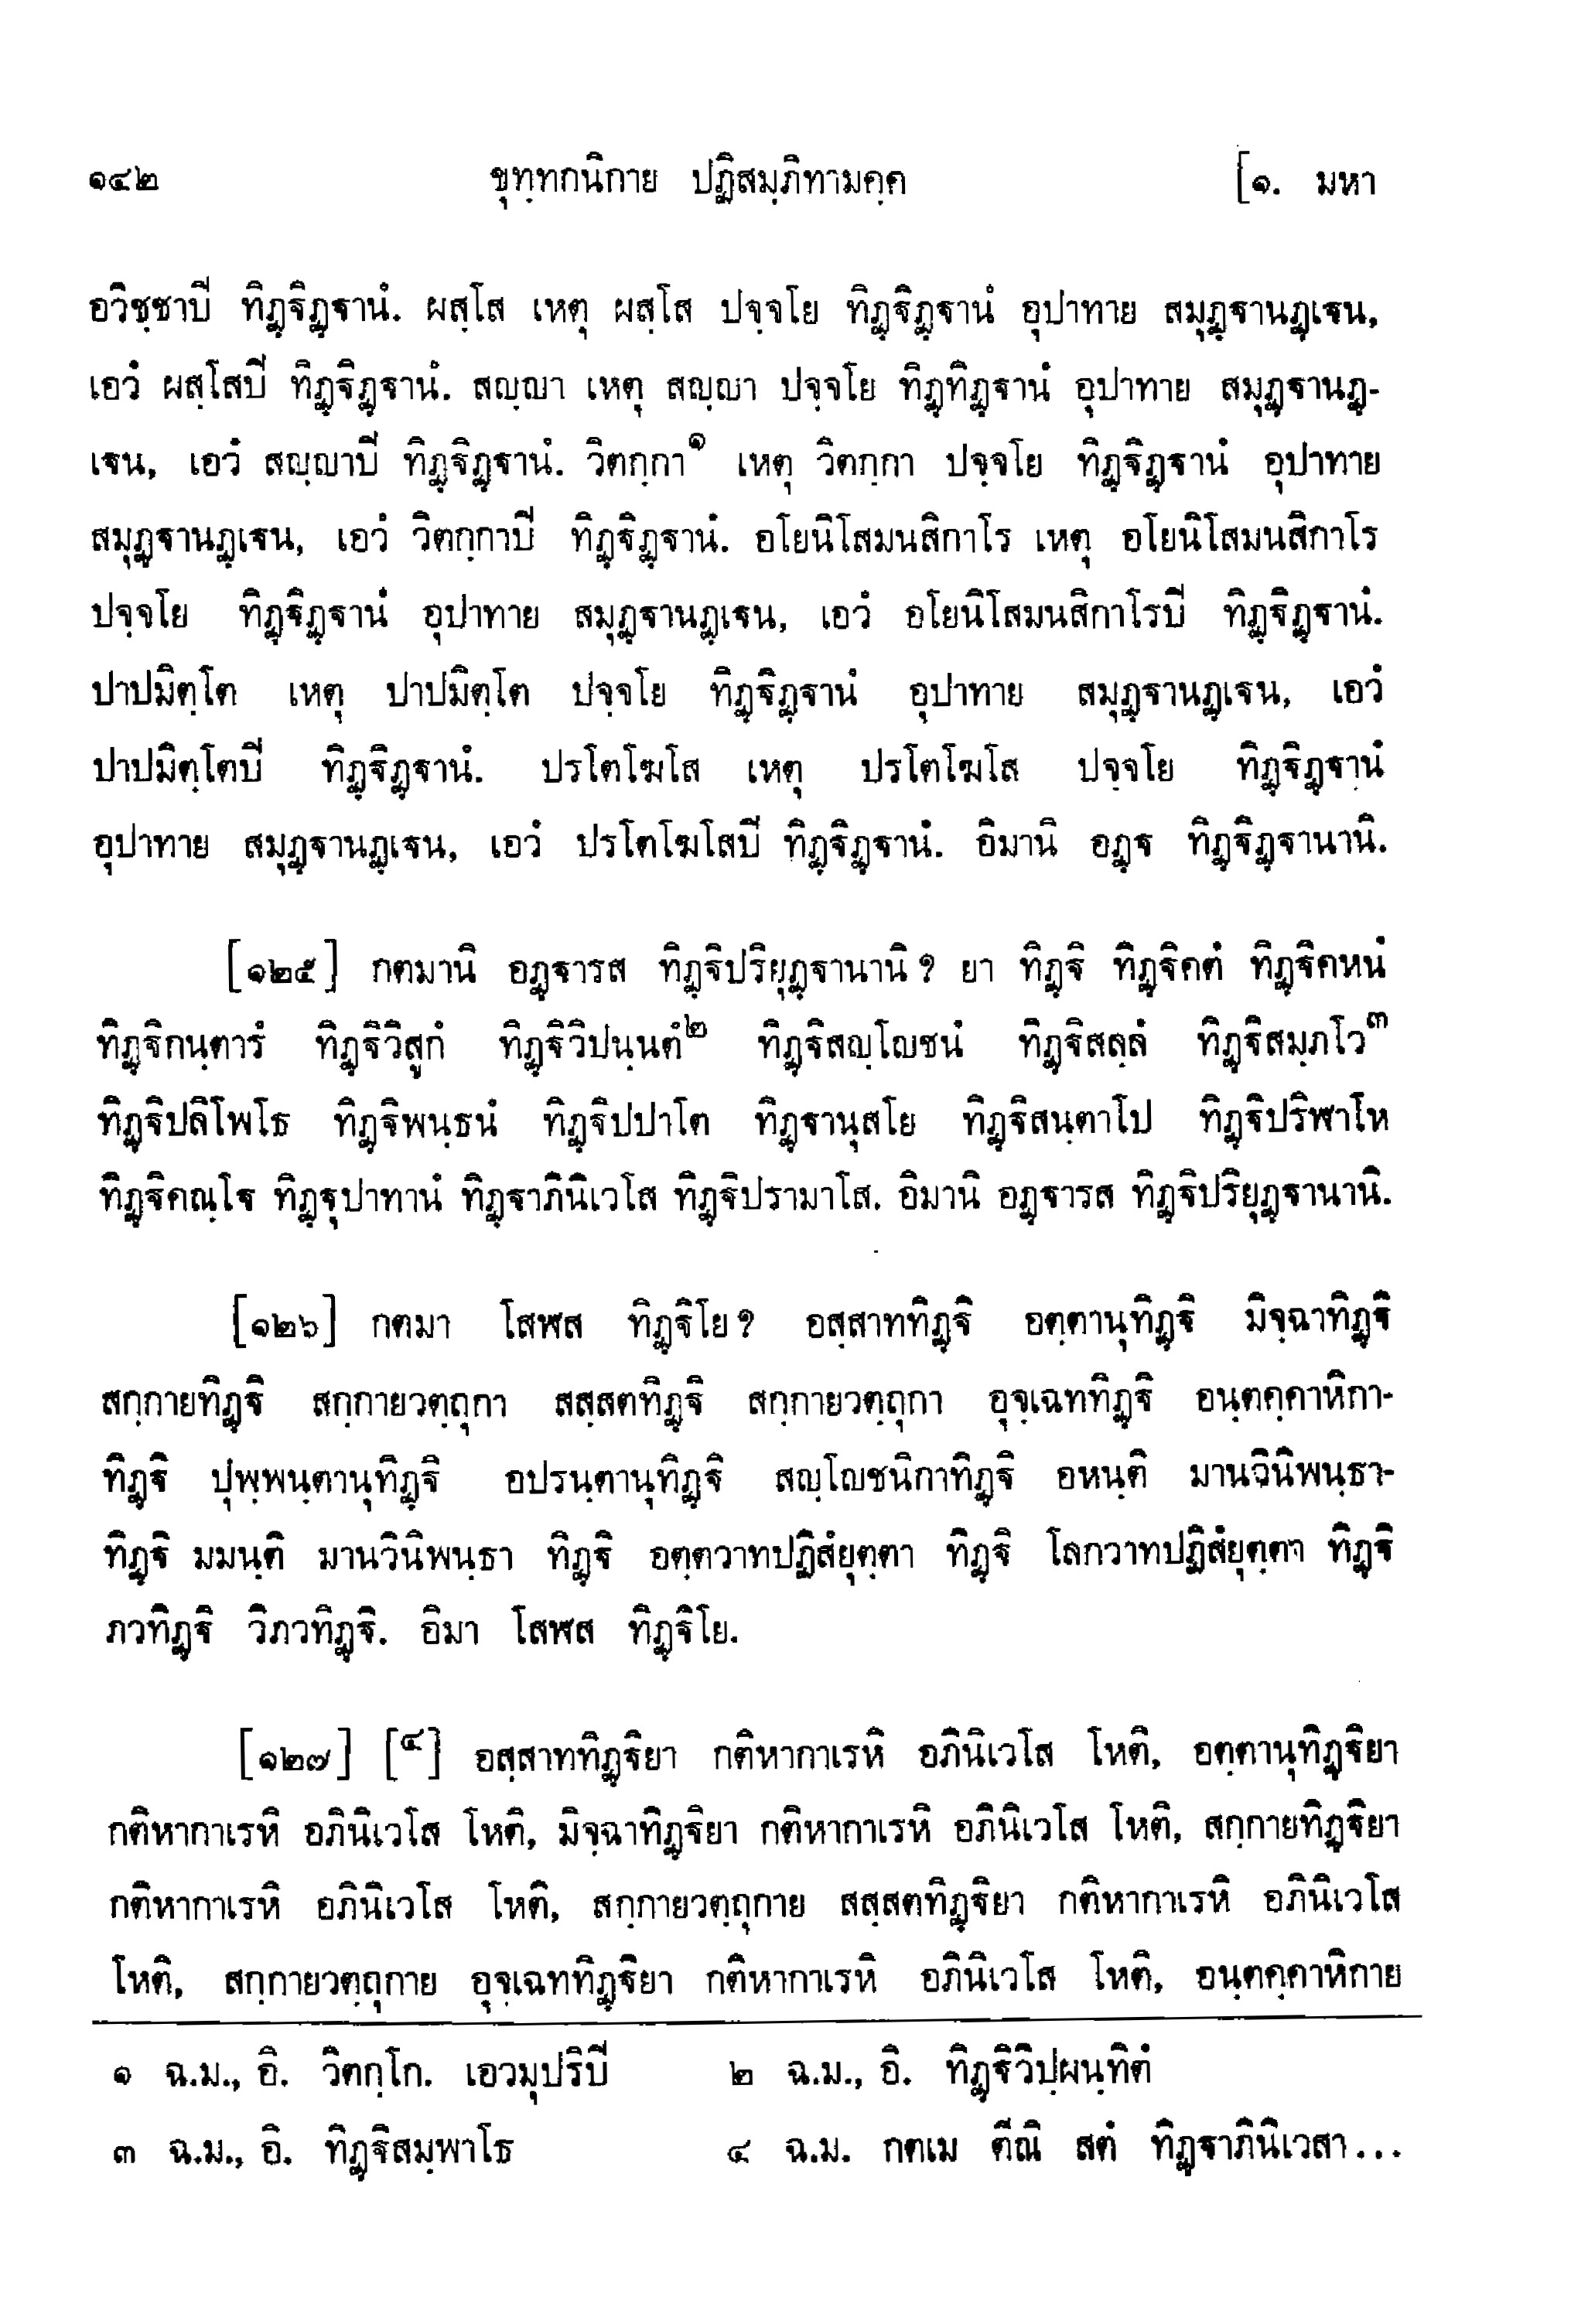 ๑๔๒ ขุทฺทกนิกาย ปฏิสมฺภิทามคฺค [๑. มหา
อวิชฺชาปิ ทิฏฺฐิฏฺฐานํ. ผสฺโส เหตุ ผสฺโส ปจฺจโย ทิฏฺฐิฏฺฐานํ อุปาทาย สมุฏฺฐานฏฺเฐน,
เอวํ ผสฺโสปิ ทิฏฺฐิฏฺฐานํ. สญฺญา เหตุ สญฺญา ปจฺจโย ทิฏฺทิฏฺฐานํ อุปาทาย สมุฏฺฐานฏฺ-
เฐน, เอวํ สญฺญาปิ ทิฏฺฐิฏฺฐานํ. วิตกฺกา๑ เหตุ วิตกฺกา ปจฺจโย ทิฏฺฐิฏฺฐานํ อุปาทาย
สมุฏฺฐานฏฺเฐน, เอวํ วิตกฺกาปิ ทิฏฺฐิฏฺฐานํ. อโยนิโสมนสิกาโร เหตุ อโยนิโสมนสิกาโร
ปจฺจโย ทิฏฺฐิฏฺฐานํ อุปาทาย สมุฏฺฐานฏฺเฐน, เอวํ อโยนิโสมนสิกาโรปิ ทิฏฺฐิฏฺฐานํ.
ปาปมิตฺโต เหตุ ปาปมิตฺโต ปจฺจโย ทิฏฺฐิฏฺฐานํ อุปาทาย สมุฏฺฐานฏฺเฐน, เอวํ
ปาปมิตฺโตปิ ทิฏฺฐิฏฺฐานํ. ปรโตโฆโส เหตุ ปรโตโฆโส ปจฺจโย ทิฏฺฐิฏฺฐานํ
อุปาทาย สมุฏฺฐานฏฺเฐน, เอวํ ปรโตโฆโสปิ ทิฏฺฐิฏฺฐานํ. อิมานิ อฏฺฐ ทิฏฺฐิฏฺฐานานิ.
[๑๒๕] กตมานิ อฏฺฐารส ทิฏฺฐิปริยุฏฺฐานานิ ? ยา ทิฏฺฐิ ทิฏฺฐิคตํ ทิฏฺฐิคหนํ
ทิฏฺฐิกนฺตารํ ทิฏฺฐิวิสูกํ ทิฏฺฐิวิปนฺนตํ๒ ทิฏฺฐิสญฺโญชนํ ทิฏฺฐิสลฺลํ ทิฏฺฐิสมฺภโว๓
ทิฏฺฐิปลิโพโธ ทิฏฺฐิพนฺธนํ ทิฏฺฐิปปาโต ทิฏฺฐานุสโย ทิฏฺฐิสนฺตาโป ทิฏฺฐิปริฬาโห
ทิฏฺฐิคณฺโฐ ทิฏฺฐุปาทานํ ทิฏฺฐาภินิเวโส ทิฏฺฐิปรามาโส. อิมานิ อฏฺฐารส ทิฏฺฐิปริยุฏฺฐานานิ.
[๑๒๖] กตมา โสฬส ทิฏฺฐิโย ? อสฺสาททิฏฺฐิ อตฺตานุทิฏฺฐิ มิจฺฉาทิฏฺฐิ
สกฺกายทิฏฺฐิ สกฺกายวตฺถุกา สสฺสตทิฏฺฐิ สกฺกายวตฺถุกา อุจฺเฉททิฏฺฐิ อนฺตคฺคาหิกา-
ทิฏฺฐิ ปุพฺพนฺตานุทิฏฺฐิ อปรนฺตานุทิฏฺฐิ สญฺโญชนิกาทิฏฺฐิ อหนฺติ มานวินิพนฺธา-
ทิฏฺฐิ มมนฺติ มานวินิพนฺธา ทิฏฺฐิ อตฺตวาทปฏิสํยุตฺตา ทิฏฺฐิ โลกวาทปฏิสํยุตฺตา ทิฏฺฐิ
ภวทิฏฺฐิ วิภวทิฏฺฐิ. อิมา โสฬส ทิฏฺฐิโย.
[๑๒๗] [๔] อสฺสาททิฏฺฐิยา กติหากาเรหิ อภินิเวโส โหติ, อตฺตานุทิฏฺฐิยา
กติหากาเรหิ อภินิเวโส โหติ, มิจฺฉาทิฏฺฐิยา กติหากาเรหิ อภินิเวโส โหติ, สกฺกายทิฏฺฐิยา
กติหากาเรหิ อภินิเวโส โหติ, สกฺกายวตฺถุกาย สสฺสตทิฏฺฐิยา กติหากาเรหิ อภินิเวโส
โหติ, สกฺกายวตฺถุกาย อุจฺเฉททิฏฺฐิยา กติหากาเรหิ อภินิเวโส โหติ, อนฺตคฺคาหิกาย
๑ ฉ.ม., อิ. วิตกฺโก. เอวมุปริปิ ๒ ฉ.ม., อิ. ทิฏฺฐิวิปฺผนฺทิตํ
๓ ฉ.ม., อิ. ทิฏฺฐิสมฺพาโธ ๔ ฉ.ม. กตเม ตีณิ สตํ ทิฏฺฐาภินิเวสา...